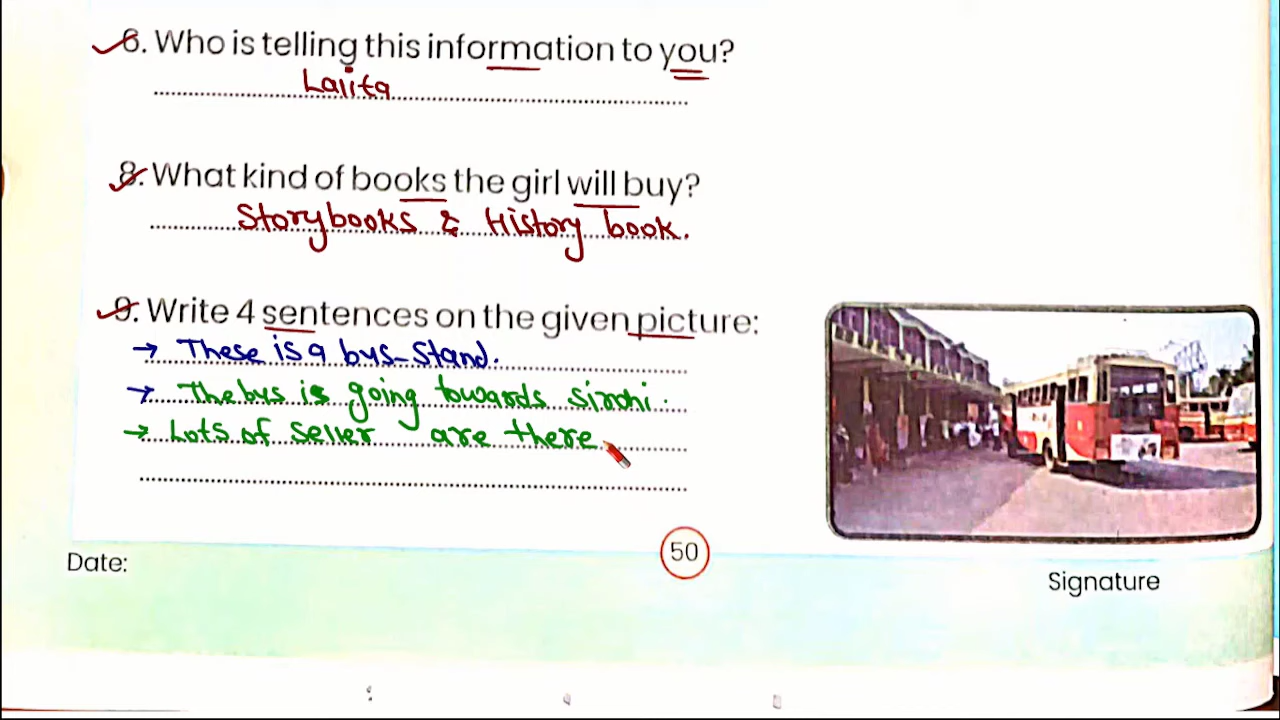 6. Who is telling this information to you?
Lalita
8. What kind of books the girl will buy?
Storybooks & History book.
9. Write 4 sentences on the given picture:
→ These is a bus-stand.
→ The bus is going towards Sirohi.
→ Lots of seller are there
Date:
50
Signature